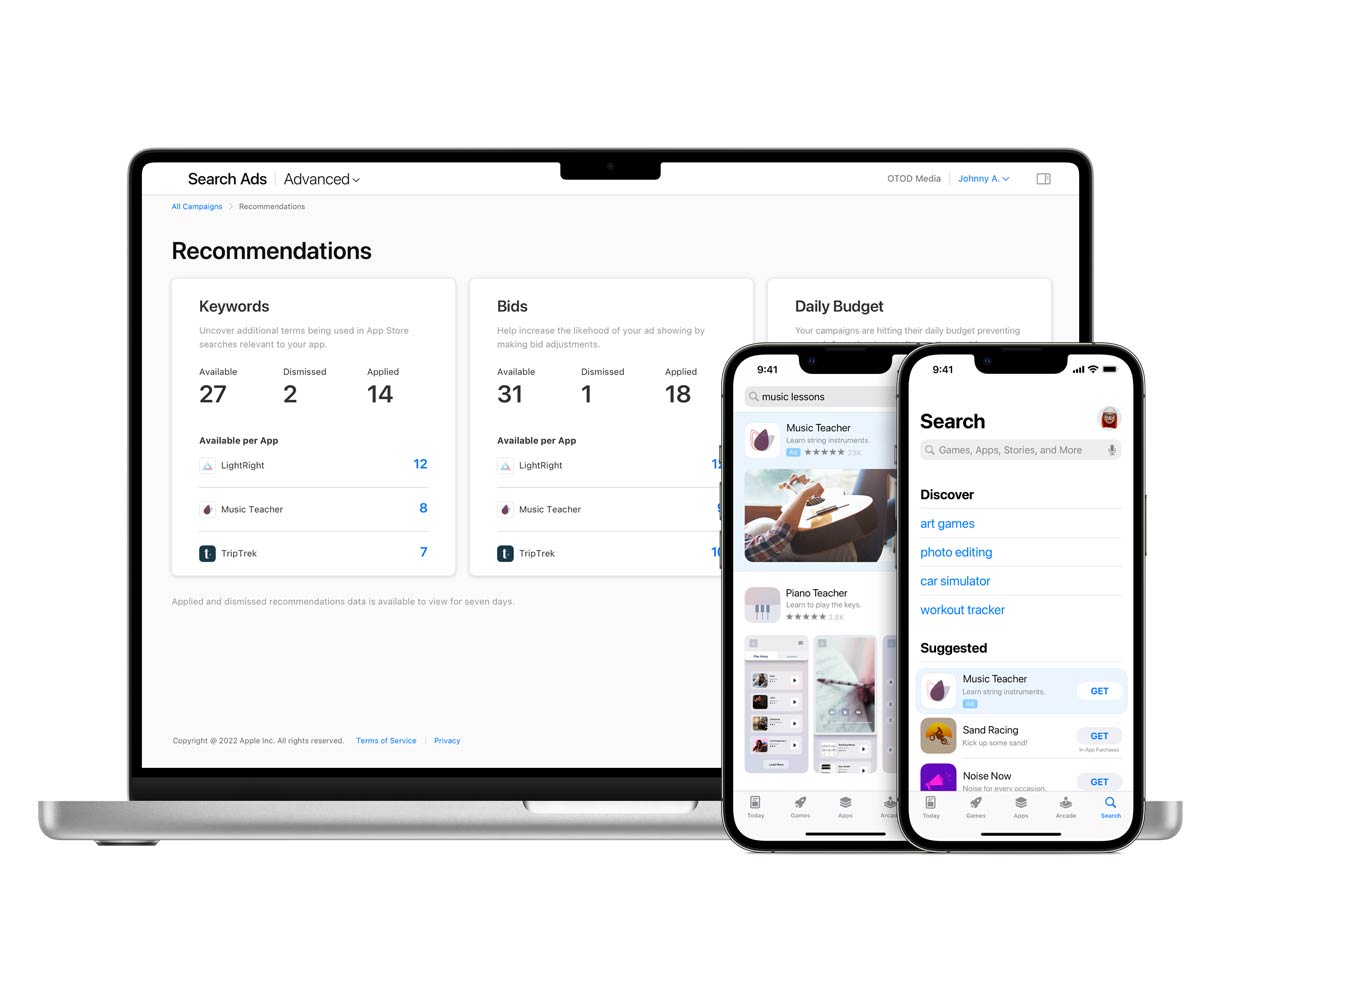 Search Ads
Advanced
OTOD Media
Johnny A.
All Campaigns
Recommendations
Recommendations
Keywords
Uncover additional terms being used in App Store
searches relevant to your app.
Available
Dismissed
Applied
27
2
14
Available per App
LightRight
12
Music Teacher
8
TripTrek
7
Bids
Help increase the likehood of your ad showing by
making bid adjustments.
Available
Dismissed
Applied
31
1
18
Available per App
LightRight
Music Teacher
TripTrek
Daily Budget
Your campaigns are hitting their daily budget preventing
Applied and dismissed recommendations data is available to view for seven days.
Copyright @ 2022 Apple Inc. All rights reserved.
Terms of Service
Privacy
9:41
music lessons
Music Teacher
Learn string instruments.
Ad
23K
Piano Teacher
Learn to play the keys.
3.8K
Play Along
Load More
Today
Games
Apps
Arcade
9:41
Search
Games, Apps, Stories, and More
Discover
art games
photo editing
car simulator
workout tracker
Suggested
Music Teacher
Learn string instruments.
Ad
GET
Sand Racing
Kick up some sand!
GET
In-App Purchases
Noise Now
Noise for every occasion.
GET
Today
Games
Apps
Arcade
Search